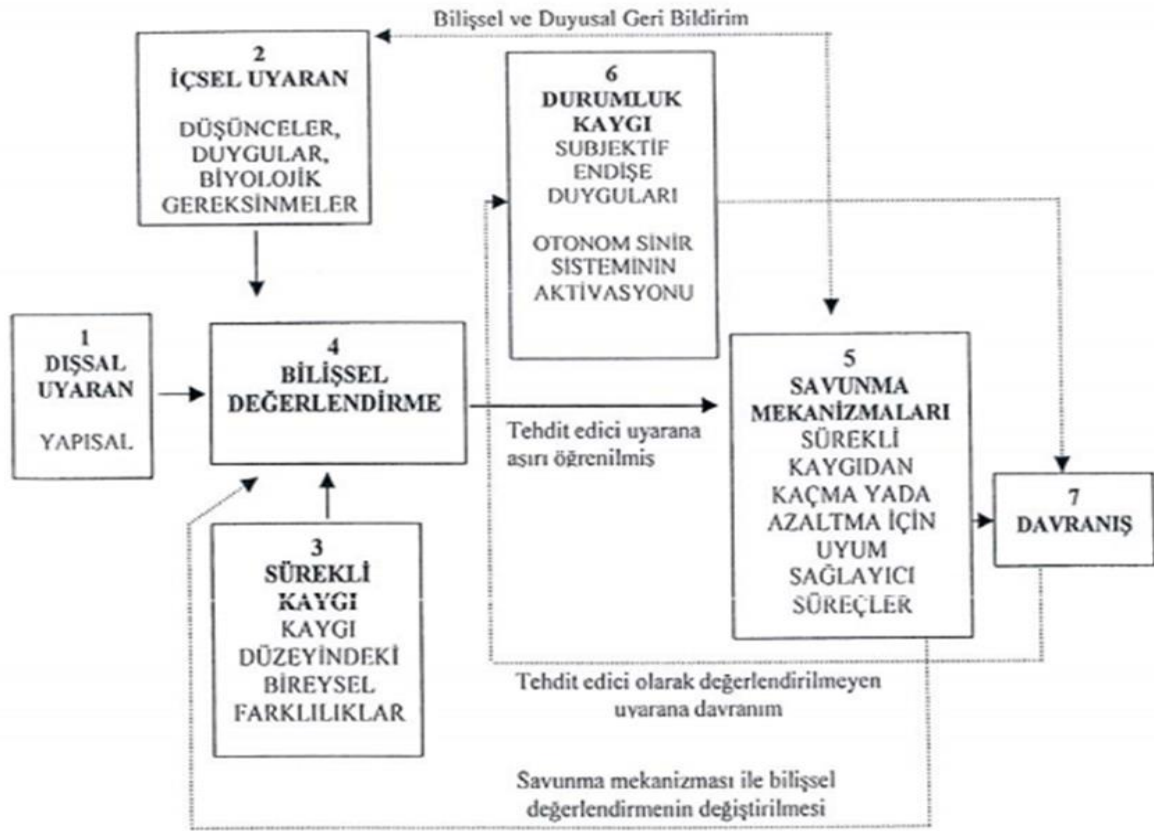 Bilişsel ve Duyusal Geri Bildirim
2
İÇSEL UYARAN
DÜŞÜNCELER,
DUYGULAR,
BİYOLOJİK
GEREKSİNMELER
6
DURUMLUK
KAYGI
SUBJEKTİF
ENDİŞE
DUYGULARI
OTONOM SİNİR
SİSTEMİNİN
AKTİVASYONU
1
DIŞSAL
UYARAN
YAPISAL
4
BİLİŞSEL
DEĞERLENDİRME
Tehdit edici uyarana
aşırı öğrenilmiş
5
SAVUNMA
MEKANİZMALARI
SÜREKLİ
KAYGIDAN
KAÇMA YADA
AZALTMA İÇİN
UYUM
SAĞLAYICI
SÜREÇLER
7
DAVRANIŞ
3
SÜREKLİ
KAYGI
KAYGI
DÜZEYİNDEKİ
BİREYSEL
FARKLILIKLAR
Tehdit edici olarak değerlendirilmeyen
uyarana davranım
Savunma mekanizması ile bilişsel
değerlendirmenin değiştirilmesi